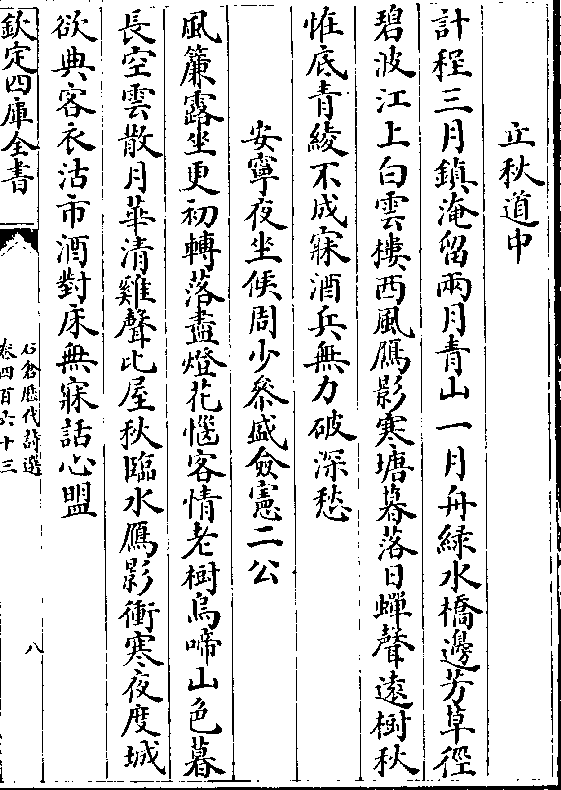 立秋道中
計程三月鎮淹留兩月青山一月舟緑水橋邊芳草徑
碧波江上白雲樓西風鴈影寒塘暮落日蟬聲遠樹秋
惟底青綾不成寐酒兵無力破深愁
安寧夜坐候周少叅盛僉憲二公
風簾露坐更初轉落盡燈花惱客情老樹烏啼山色暮
長空雲散月華清雞聲比屋秋臨水鴈影衝寒夜度城
欲典客衣沽市酒對床無寐話心盟
欽定四庫全書
石倉歴代詩選
卷四百六十三
八